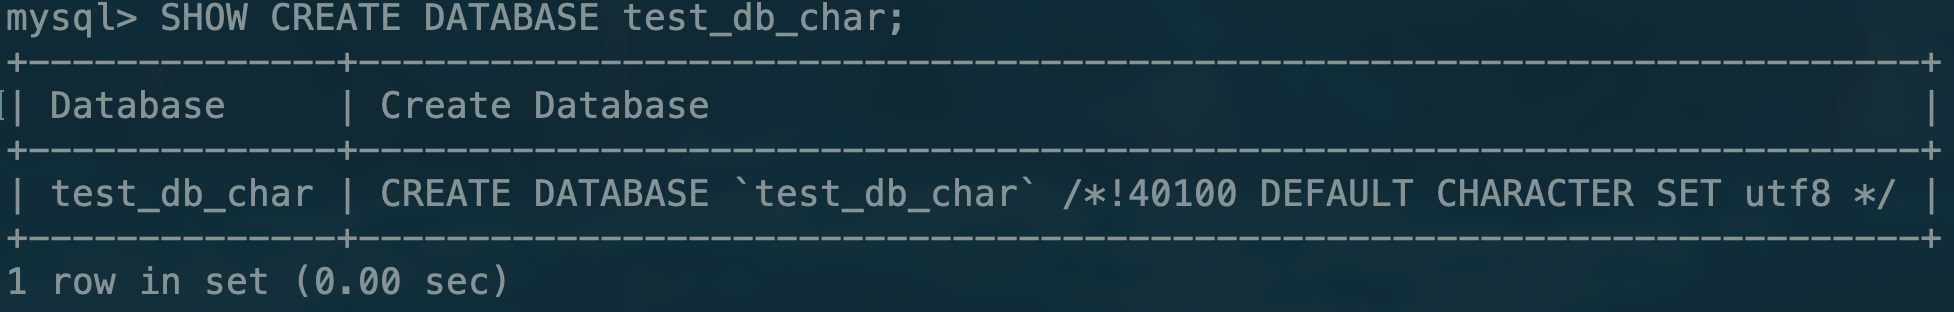 mysql> SHOW CREATE DATABASE test_db_char;
+--------------+-----------------------------------------------------------------------+
| Database     | Create Database                                                       |
+--------------+-----------------------------------------------------------------------+
| test_db_char | CREATE DATABASE `test_db_char` /*!40100 DEFAULT CHARACTER SET utf8 */ |
+--------------+-----------------------------------------------------------------------+
1 row in set (0.00 sec)